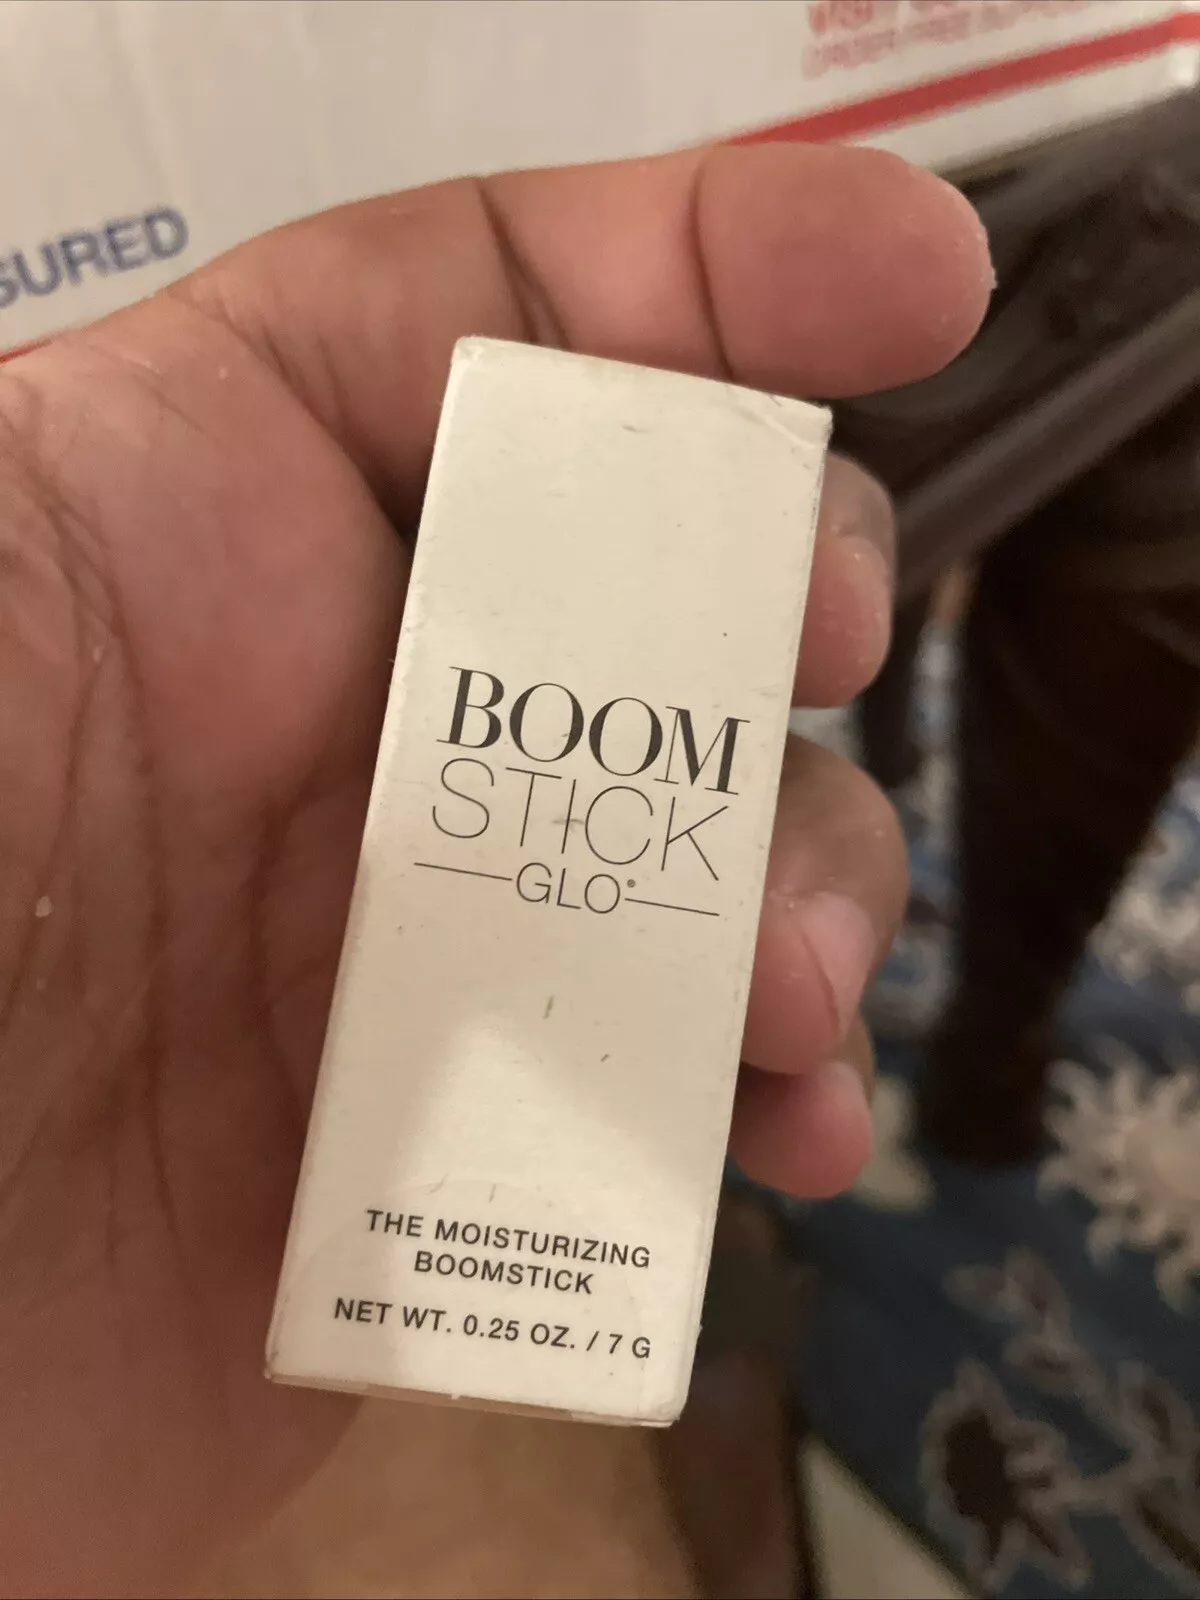 SURED
BOOM
STICK
GLO®
THE MOISTURIZING
BOOMSTICK
NET WT. 0.25 OZ. / 7 G